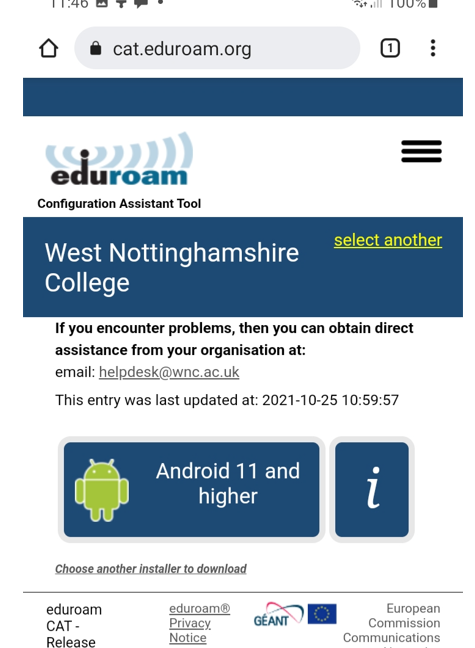 11:46
100%
cat.eduroam.org
1
eduroam
Configuration Assistant Tool
West Nottinghamshire
College
select another
If you encounter problems, then you can obtain direct
assistance from your organisation at:
email: helpdesk@wnc.ac.uk
This entry was last updated at: 2021-10-25 10:59:57
Android 11 and
higher
i
Choose another installer to download
eduroam
CAT -
Release
eduroam®
Privacy
Notice
GÉANT
European
Commission
Communications